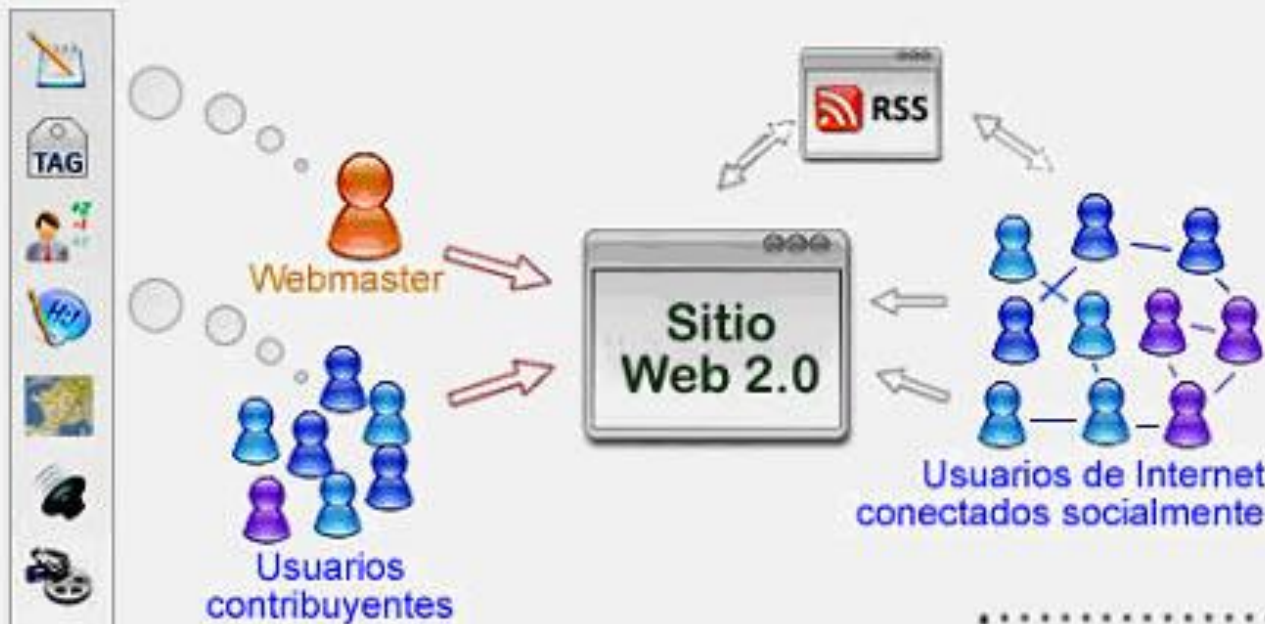 TAG
Webmaster
RSS
Sitio
Web 2.0
Usuarios
contribuyentes
Usuarios de Internet
conectados socialmente